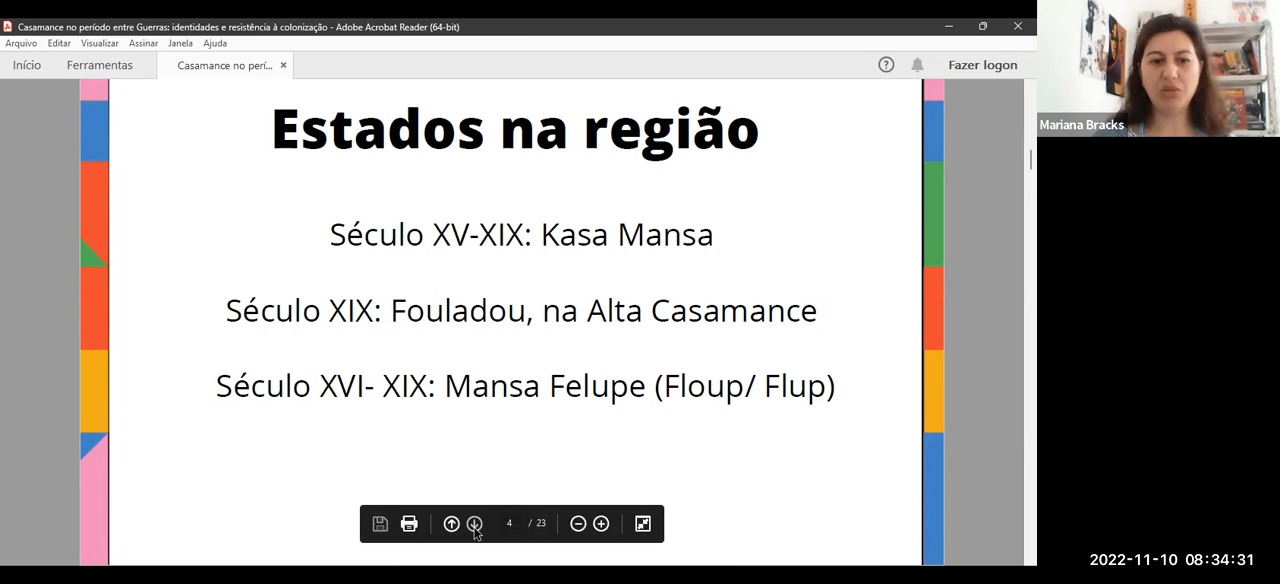 Casamance no período entre Guerras: identidades e resistência à colonização - Adobe Acrobat Reader (64-bit)
Arquivo Editar Visualizar Assinar Janela Ajuda
Início Ferramentas Casamance no perí... × Fazer logon
Mariana Bracks
Estados na região
Século XV-XIX: Kasa Mansa
Século XIX: Fouladou, na Alta Casamance
Século XVI- XIX: Mansa Felupe (Floup/ Flup)
4 / 23
2022-11-10 08:34:31